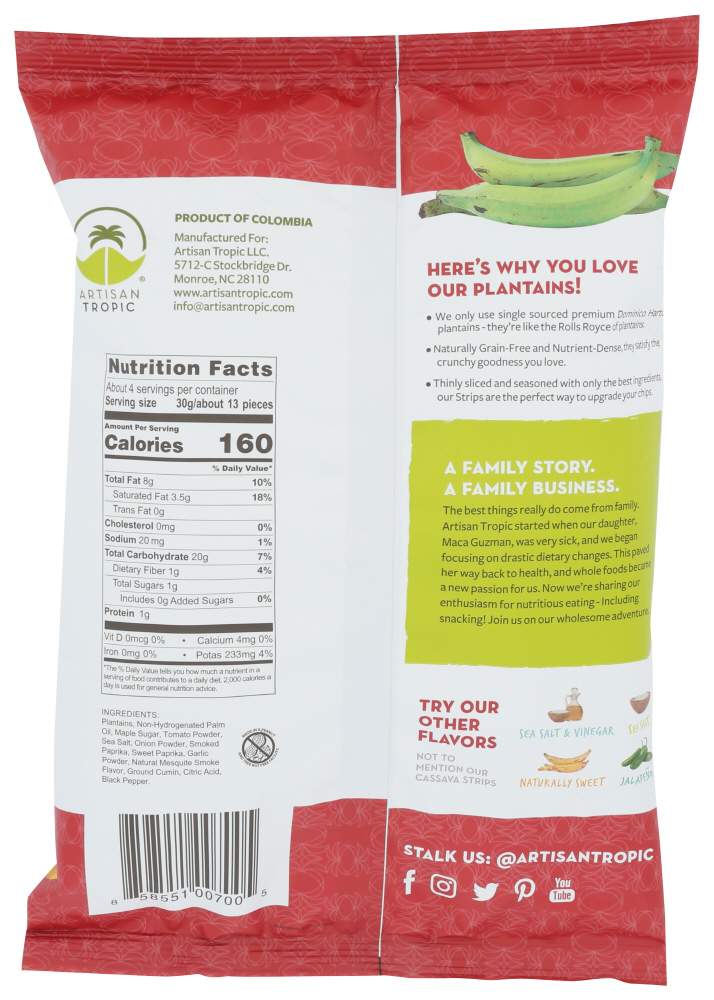 ARTISAN
TROPIC
®
PRODUCT OF COLOMBIA
Manufactured For:
Artisan Tropic LLC.
5712-C Stockbridge Dr.
Monroe, NC 28110
www.artisantropic.com
info@artisantropic.com
Nutrition Facts
About 4 servings per container
Serving size 30g/about 13 pieces
Amount Per Serving
Calories 160
% Daily Value*
Total Fat 8g 10%
Saturated Fat 3.5g 18%
Trans Fat 0g
Cholesterol 0mg 0%
Sodium 20 mg 1%
Total Carbohydrate 20g 7%
Dietary Fiber 1g 4%
Total Sugars 1g
Includes 0g Added Sugars 0%
Protein 1g
Vit D 0mcg 0% • Calcium 4mg 0%
Iron 0mg 0% • Potas 233mg 4%
*The % Daily Value tells you how much a nutrient in a
serving of food contributes to a daily diet. 2,000 calories a
day is used for general nutrition advice.
INGREDIENTS:
Plantains, Non-Hydrogenated Palm
Oil, Maple Sugar, Tomato Powder,
Sea Salt, Onion Powder, Smoked
Paprika, Sweet Paprika, Garlic
Powder, Natural Mesquite Smoke
Flavor, Ground Cumin, Citric Acid,
Black Pepper.
MADE IN A PEANUT
8 58551 00700 5
HERE'S WHY YOU LOVE
OUR PLANTAINS!
• We only use single sourced premium Dominico
plantains - they're like the Rolls Royce of plantains.
• Naturally Grain-Free and Nutrient-Dense, they satisfy the
crunchy goodness you love.
• Thinly sliced and seasoned with only the best ingredients,
our Strips are the perfect way to upgrade your chips.
A FAMILY STORY.
A FAMILY BUSINESS.
The best things really do come from family.
Artisan Tropic started when our daughter,
Maca Guzman, was very sick, and we began
focusing on drastic dietary changes. This paved
her way back to health, and whole foods became
a new passion for us. Now we're sharing our
enthusiasm for nutritious eating - Including
snacking! Join us on our wholesome adventure.
TRY OUR
OTHER
FLAVORS
NOT TO
MENTION OUR
CASSAVA STRIPS
SEA SALT & VINEGAR
NATURALLY SWEET
STALK US: @ARTISANTROPIC
You
Tube